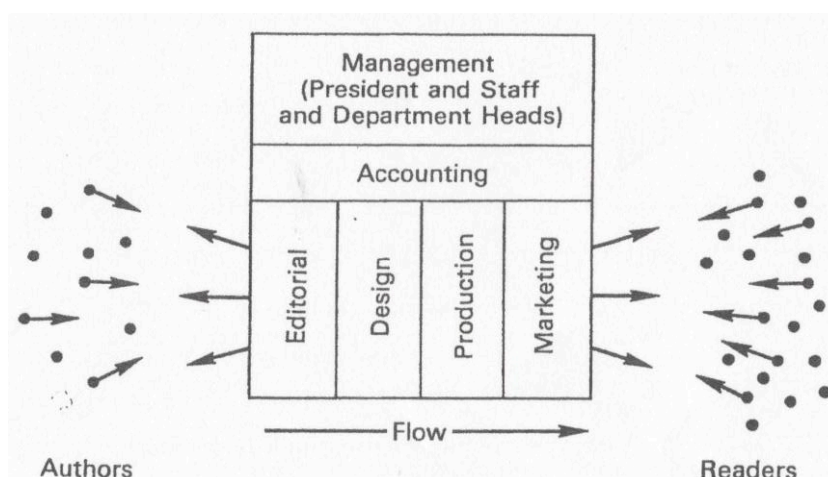 Management
(President and Staff
and Department Heads)
Accounting
Editorial
Design
Production
Marketing
Flow
Authors
Readers